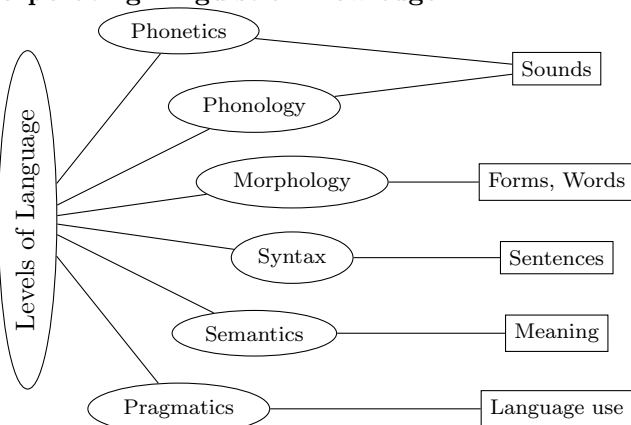 Phonetics
Sounds
Phonology
Levels of Language
Morphology
Forms, Words
Syntax
Sentences
Semantics
Meaning
Pragmatics
Language use